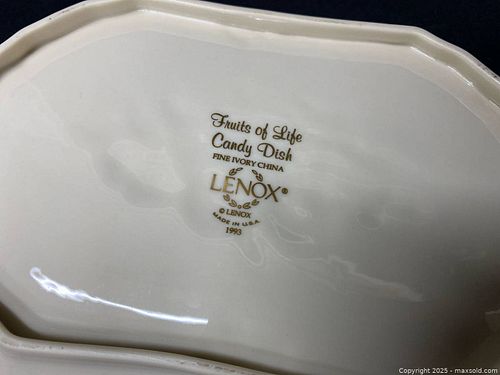 Fruits of Life
Candy Dish
FINE IVORY CHINA
LENOX®
© LENOX
MADE IN U.S.A.
1993
Copyright 2025 - maxsold.com